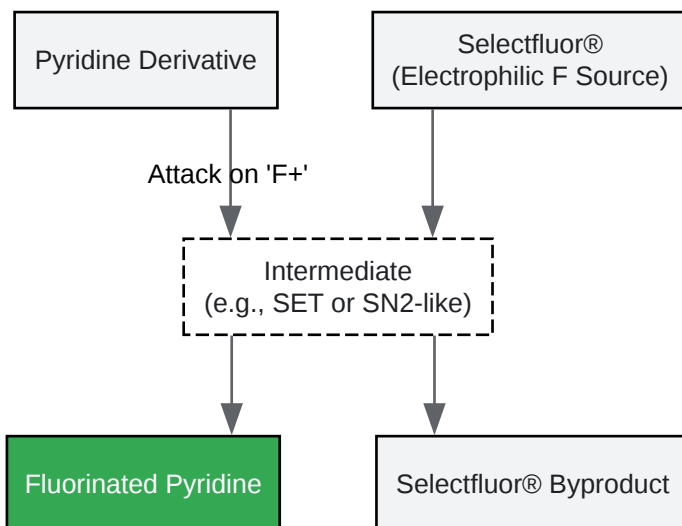 Pyridine Derivative
Selectfluor®
(Electrophilic F Source)
Attack on 'F+'
Intermediate
(e.g., SET or SN2-like)
Fluorinated Pyridine
Selectfluor® Byproduct